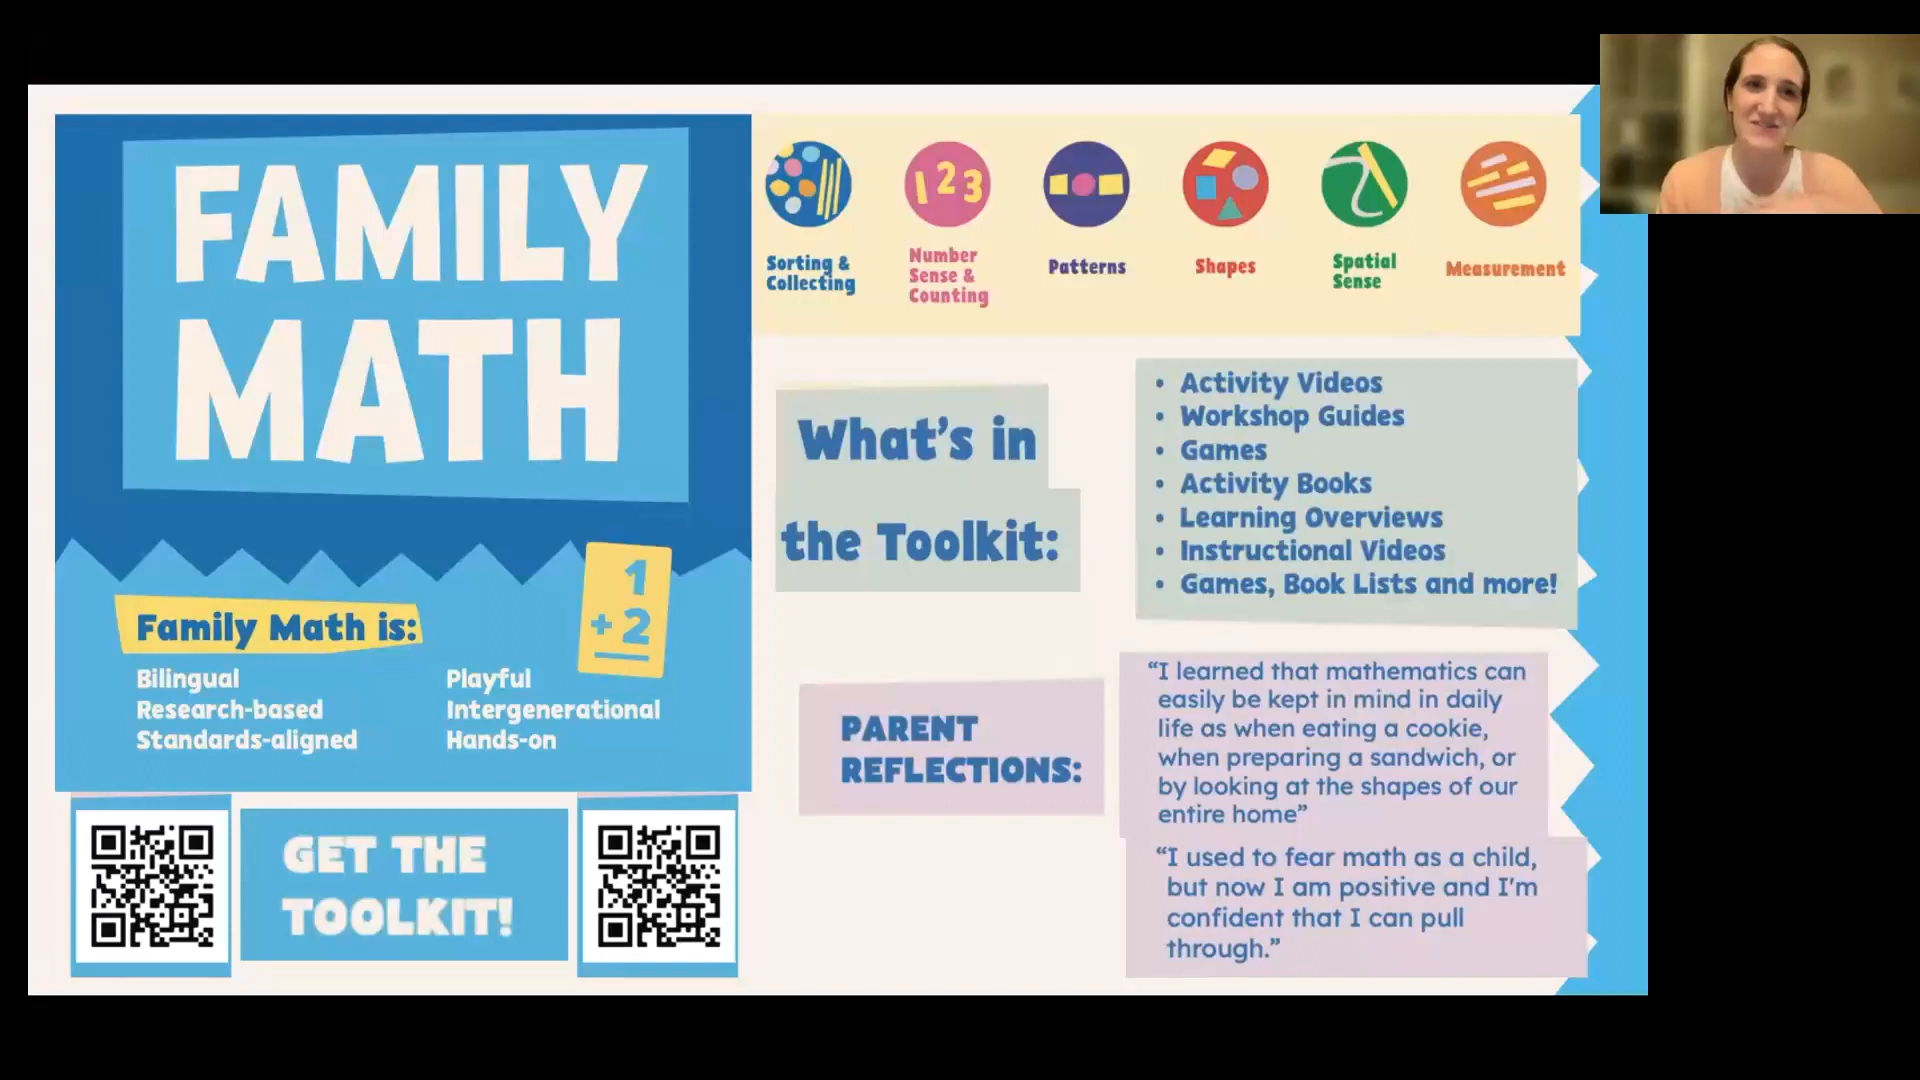 FAMILY
MATH
Family Math is:
Bilingual
Research-based
Standards-aligned
Playful
Intergenerational
Hands-on
1
+2
GET THE
TOOLKIT!
123
Sorting &
Collecting
Number
Sense &
Counting
Patterns
Shapes
Spatial
Sense
Measurement
What's in
the Toolkit:
• Activity Videos
• Workshop Guides
• Games
• Activity Books
• Learning Overviews
• Instructional Videos
• Games, Book Lists and more!
PARENT
REFLECTIONS:
“I learned that mathematics can
easily be kept in mind in daily
life as when eating a cookie,
when preparing a sandwich, or
by looking at the shapes of our
entire home”
“I used to fear math as a child,
but now I am positive and I'm
confident that I can pull
through.”